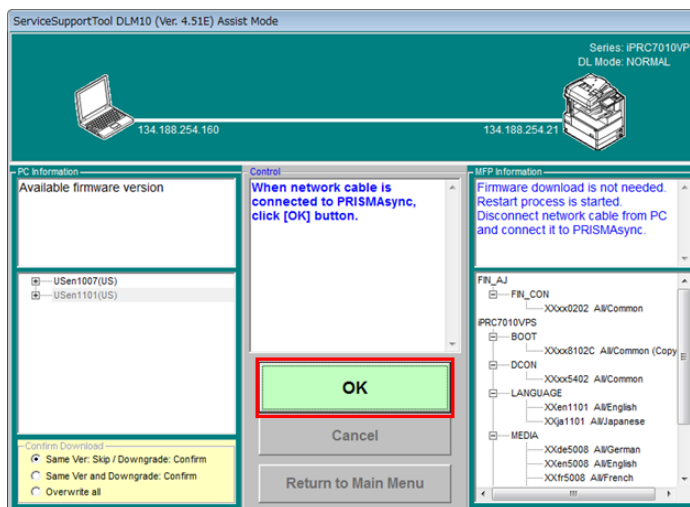 ServiceSupportTool DLM10 (Ver. 4.51E) Assist Mode
Series: iPRC7010VP
DL Mode: NORMAL
134.188.254.160
134.188.254.21
PC Information
Available firmware version
USen1007(US)
USen1101(US)
Confirm Download
Same Ver: Skip / Downgrade: Confirm
Same Ver and Downgrade: Confirm
Overwrite all
Control
When network cable is
connected to PRISMAsync,
click [OK] button.
OK
Cancel
Return to Main Menu
MFP Information
Firmware download is not needed.
Restart process is started.
Disconnect network cable from PC
and connect it to PRISMAsync.
FIN_AJ
FIN_CON
XXxx0202 All/Common
iPRC7010VPS
BOOT
XXxx8102C All/Common (Copy
DCON
XXxx5402 All/Common
LANGUAGE
XXen1101 All/English
XXja1101 All/Japanese
MEDIA
XXde5008 All/German
XXen5008 All/English
XXfr5008 All/French